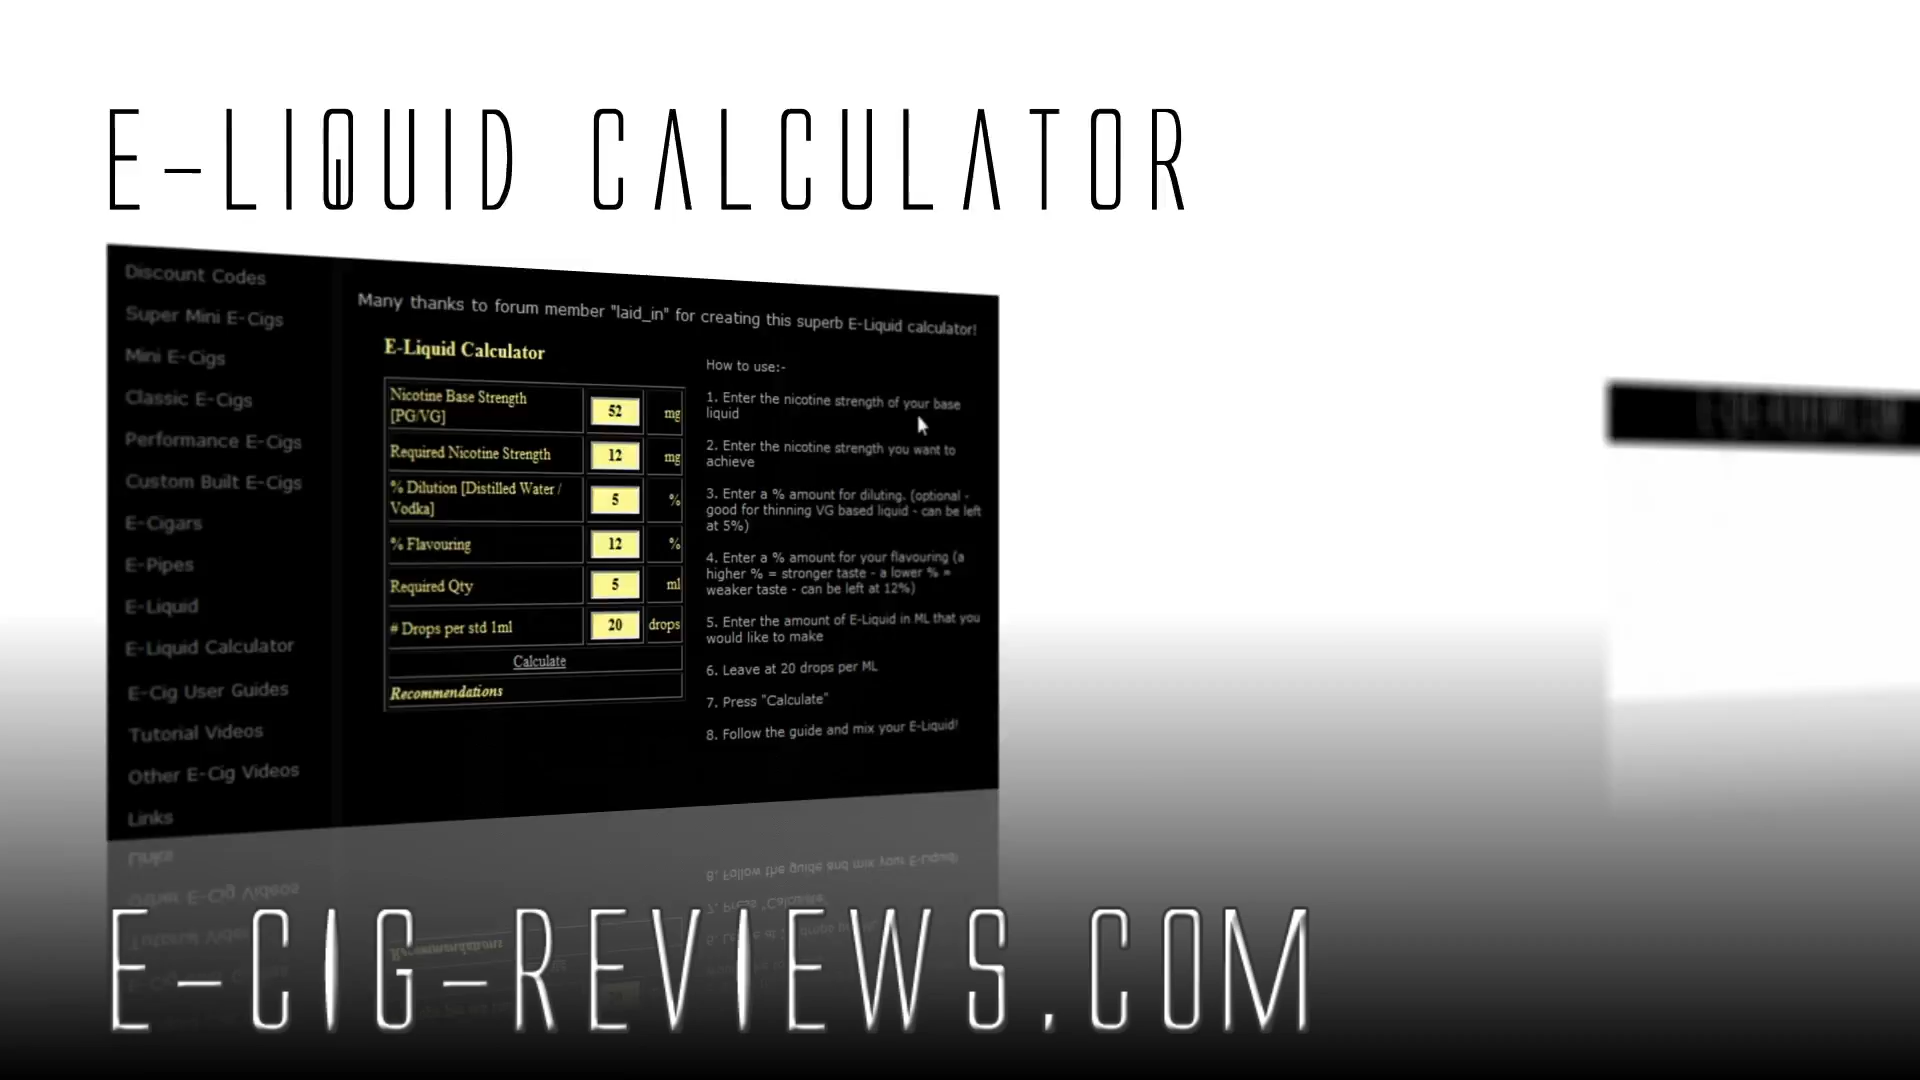 E-LIQUID CALCULATOR
Discount Codes
Super Mini E-Cigs
Mini E-Cigs
Classic E-Cigs
Performance E-Cigs
Custom Built E-Cigs
E-Cigars
E-Pipes
E-Liquid
E-Liquid Calculator
E-Cig User Guides
Tutorial Videos
Other E-Cig Videos
Links
Many thanks to forum member "laid_in" for creating this superb E-Liquid calculator!
E-Liquid Calculator
Nicotine Base Strength
[PG/VG] 52 mg
Required Nicotine Strength 12 mg
% Dilution [Distilled Water /
Vodka] 5 %
% Flavouring 12 %
Required Qty 5 ml
# Drops per std 1ml 20 drops
Calculate
Recommendations
How to use:-
1. Enter the nicotine strength of your base
liquid
2. Enter the nicotine strength you want to
achieve
3. Enter a % amount for diluting. (optional -
good for thinning VG based liquid - can be left
at 5%)
4. Enter a % amount for your flavouring (a
higher % = stronger taste - a lower % =
weaker taste - can be left at 12%)
5. Enter the amount of E-Liquid in ML that you
would like to make
6. Leave at 20 drops per ML
7. Press "Calculate"
8. Follow the guide and mix your E-Liquid!
E-CIG-REVIEWS.COM